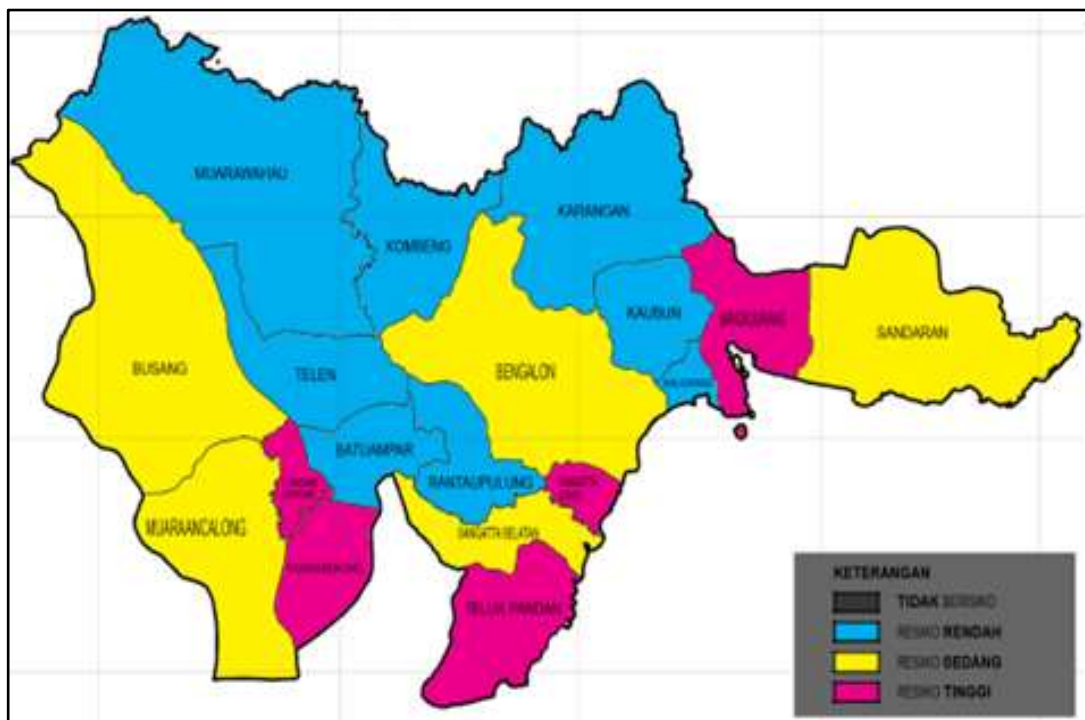 MUARAWAHAU
KARANGAN
KOMBENG
KAUBUN
SANDARAN
BUSANG
TELEN
BENGALON
BATUAMPAR
RANTAUPULUNG
MUARAANCALONG
SANGATTA SELATAN
TELUK PANDAN
KETERANGAN
TIDAK BERISIKO
RESIKO RENDAH
RESIKO SEDANG
RESIKO TINGGI